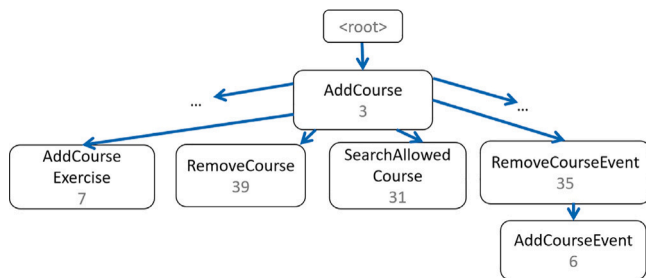 <root>
AddCourse
3
...
...
AddCourse
Exercise
7
RemoveCourse
39
SearchAllowed
Course
31
RemoveCourseEvent
35
AddCourseEvent
6